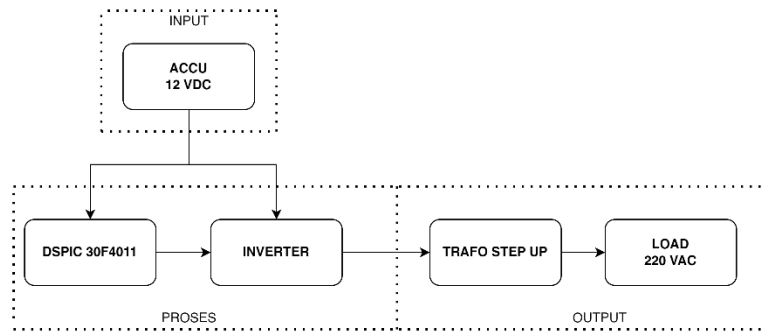 INPUT
ACCU
12 VDC
DSPIC 30F4011
INVERTER
TRAFO STEP UP
LOAD
220 VAC
PROSES
OUTPUT